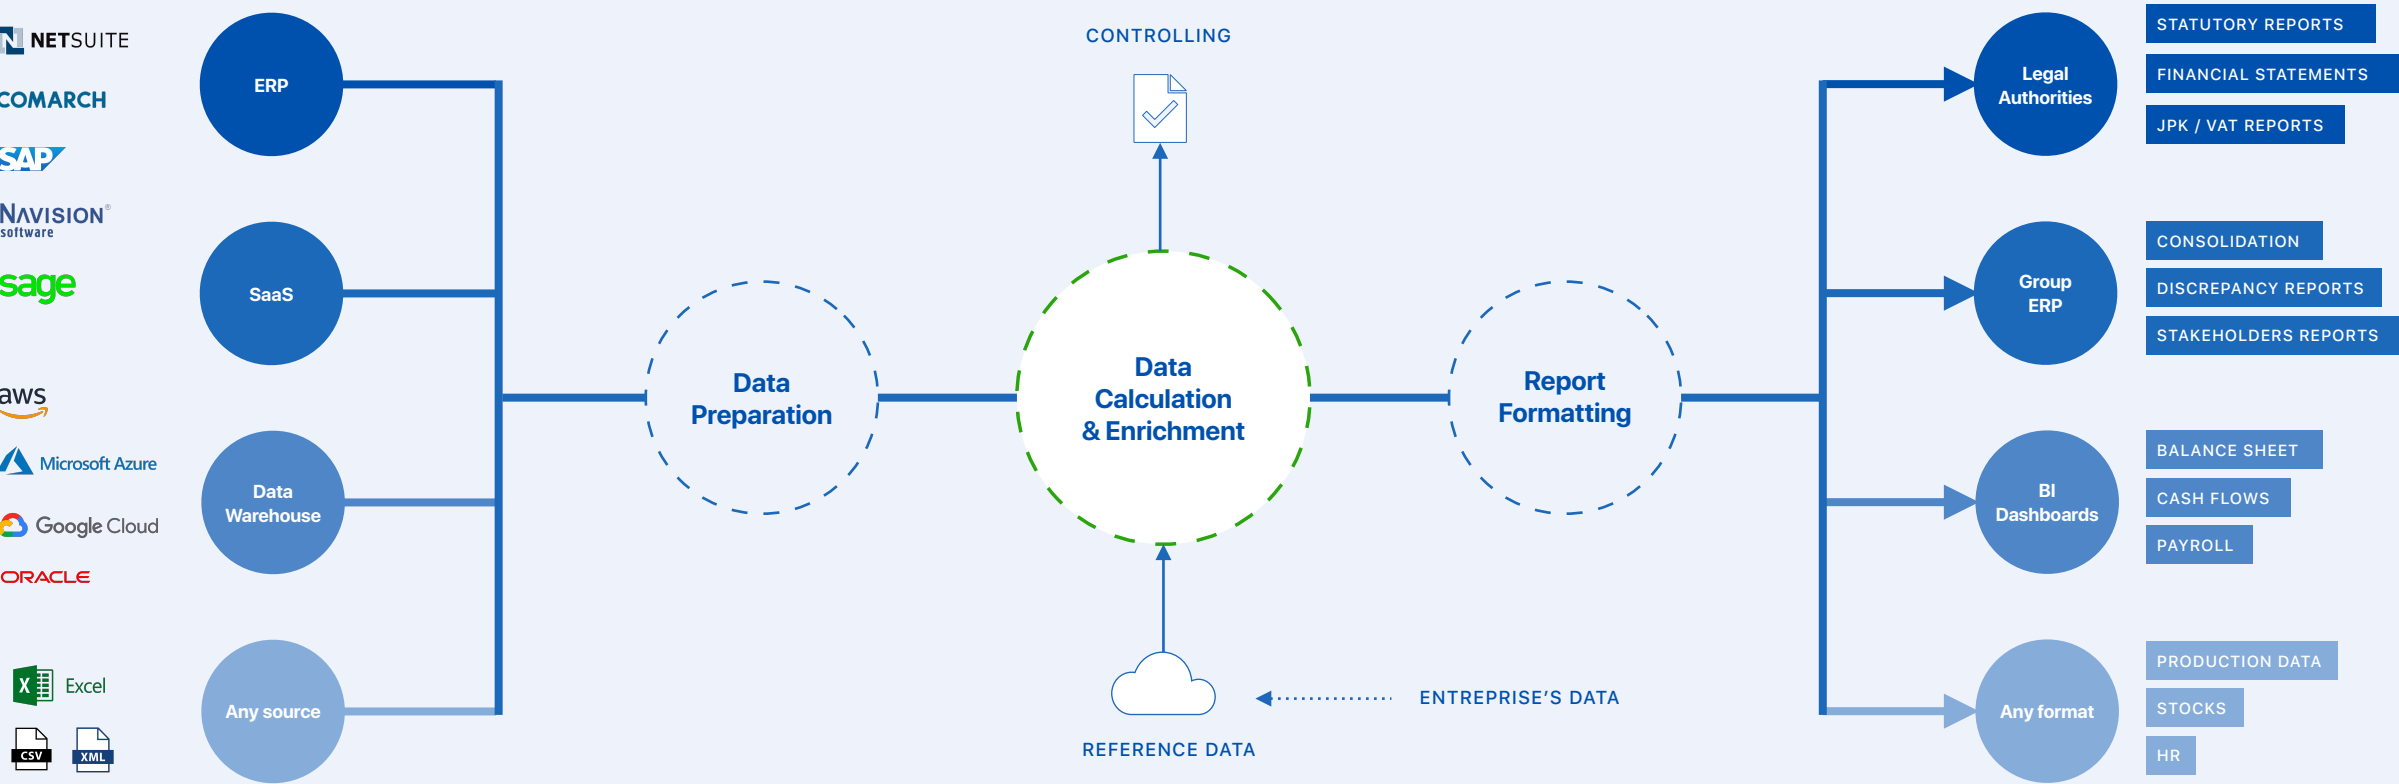 NETSUITE
COMARCH
SAP
NAVISION®
software
sage
aws
Microsoft Azure
Google Cloud
ORACLE
X
Excel
CSV
XML
ERP
SaaS
Data
Warehouse
Any source
Data
Preparation
CONTROLLING
Data
Calculation
& Enrichment
REFERENCE DATA
ENTREPRISE'S DATA
Report
Formatting
Legal
Authorities
STATUTORY REPORTS
FINANCIAL STATEMENTS
JPK / VAT REPORTS
Group
ERP
CONSOLIDATION
DISCREPANCY REPORTS
STAKEHOLDERS REPORTS
BI
Dashboards
BALANCE SHEET
CASH FLOWS
PAYROLL
Any format
PRODUCTION DATA
STOCKS
HR